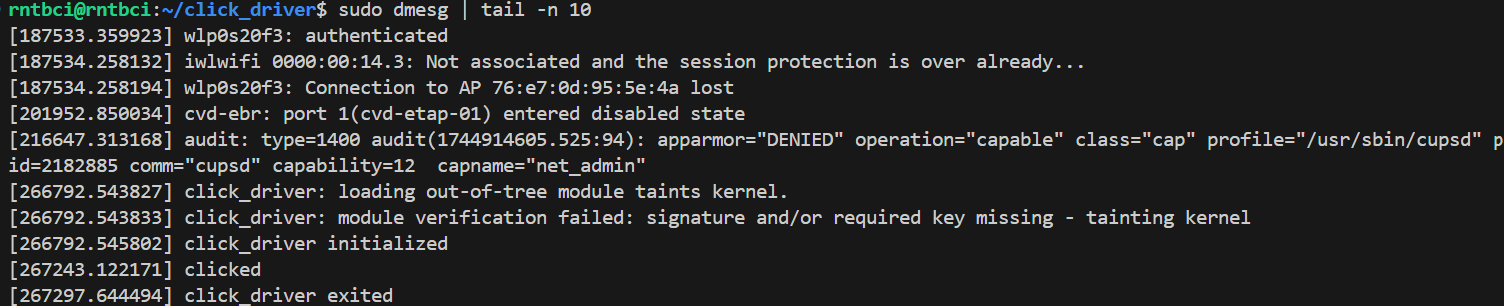 rntbci@rntbci:~/click_driver$ sudo dmesg | tail -n 10
[187533.359923] wlp0s20f3: authenticated
[187534.258132] iwlwifi 0000:00:14.3: Not associated and the session protection is over already...
[187534.258194] wlp0s20f3: Connection to AP 76:e7:0d:95:5e:4a lost
[201952.850034] cvd-ebr: port 1(cvd-etap-01) entered disabled state
[216647.313168] audit: type=1400 audit(1744914605.525:94): apparmor="DENIED" operation="capable" class="cap" profile="/usr/sbin/cupsd" p
id=2182885 comm="cupsd" capability=12  capname="net_admin"
[266792.543827] click_driver: loading out-of-tree module taints kernel.
[266792.543833] click_driver: module verification failed: signature and/or required key missing - tainting kernel
[266792.545802] click_driver initialized
[267243.122171] clicked
[267297.644494] click_driver exited